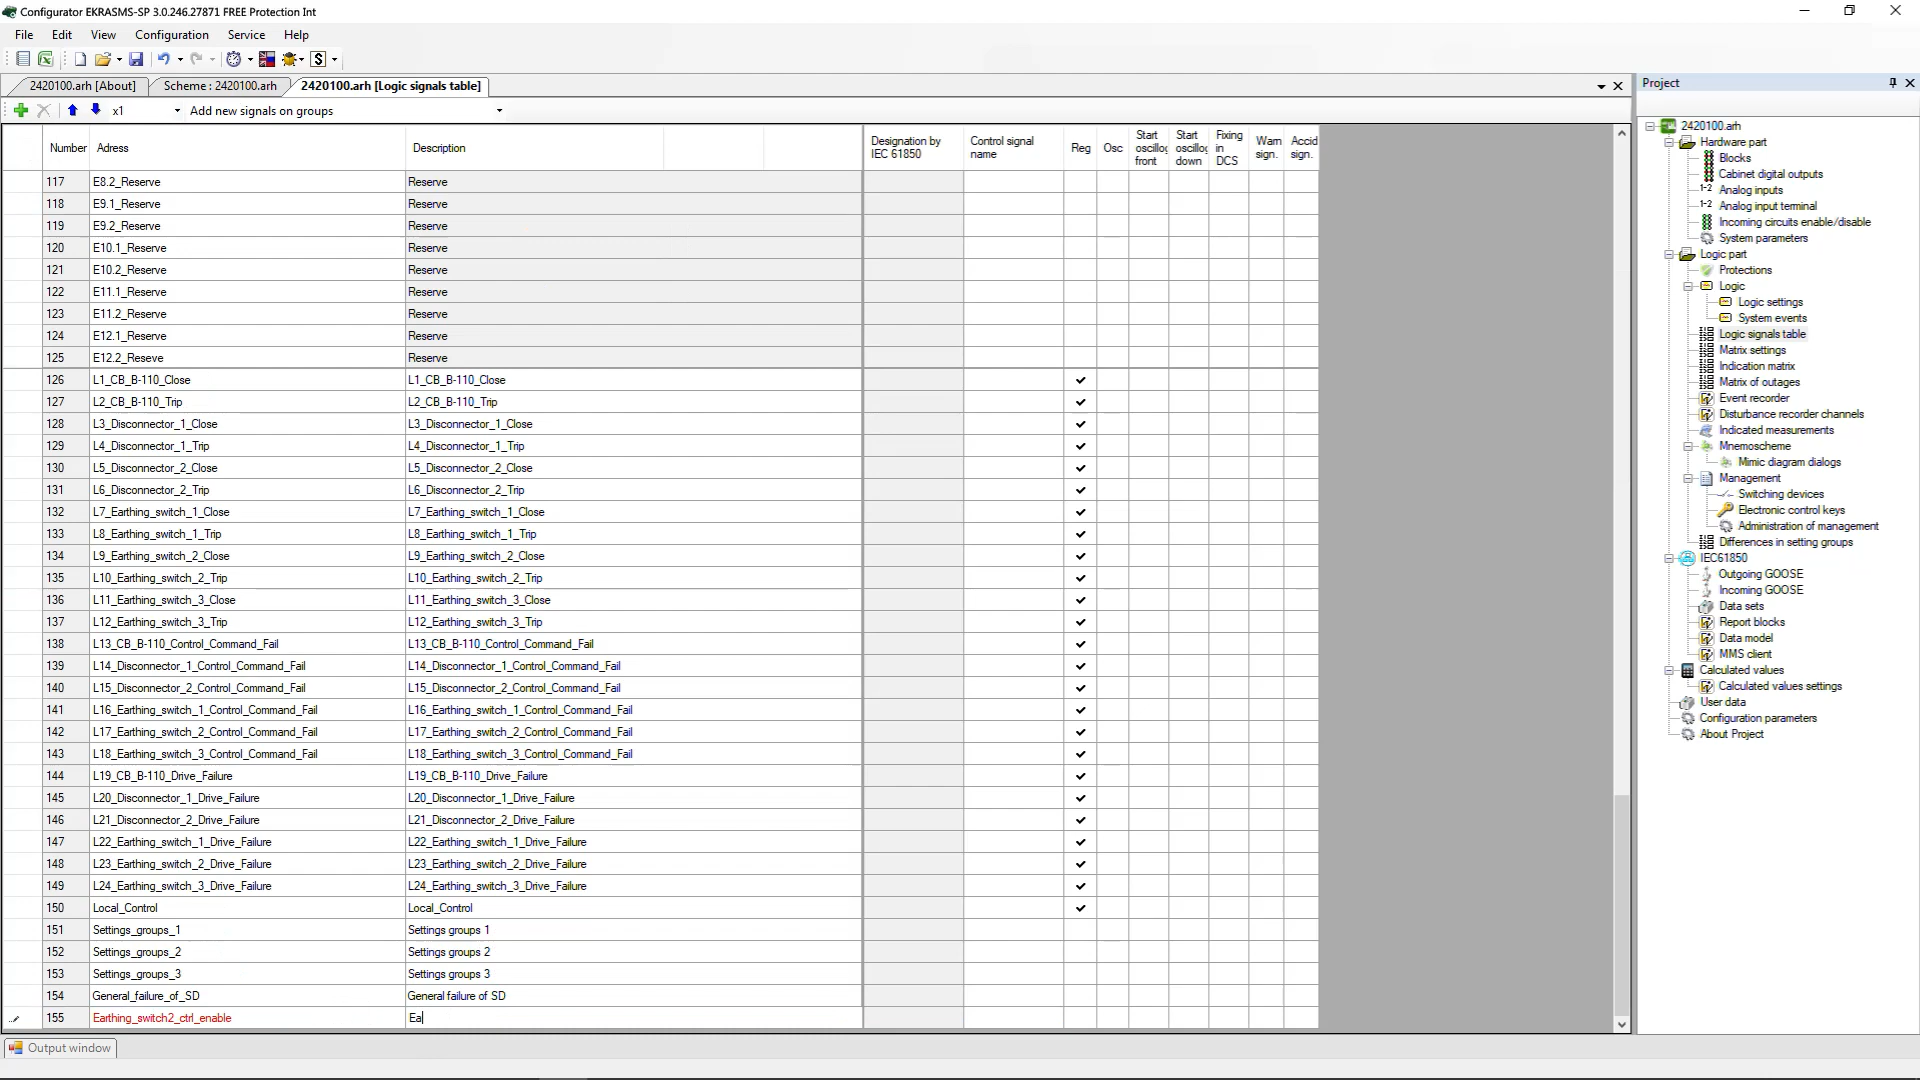 Configurator EKRASMS-SP 3.0.246.27871 FREE Protection Int
File Edit View Configuration Service Help
2420100.arh [About] Scheme : 2420100.arh 2420100.arh [Logic signals table]
x1 Add new signals on groups
Number Adress Description Designation by IEC 61850 Control signal name Reg Osc Start oscillog front Start oscillog down Fixing in DCS Warn sign. Accid sign.
117 E8.2_Reserve Reserve
118 E9.1_Reserve Reserve
119 E9.2_Reserve Reserve
120 E10.1_Reserve Reserve
121 E10.2_Reserve Reserve
122 E11.1_Reserve Reserve
123 E11.2_Reserve Reserve
124 E12.1_Reserve Reserve
125 E12.2_Reseve Reserve
126 L1_CB_B-110_Close L1_CB_B-110_Close
127 L2_CB_B-110_Trip L2_CB_B-110_Trip
128 L3_Disconnector_1_Close L3_Disconnector_1_Close
129 L4_Disconnector_1_Trip L4_Disconnector_1_Trip
130 L5_Disconnector_2_Close L5_Disconnector_2_Close
131 L6_Disconnector_2_Trip L6_Disconnector_2_Trip
132 L7_Earthing_switch_1_Close L7_Earthing_switch_1_Close
133 L8_Earthing_switch_1_Trip L8_Earthing_switch_1_Trip
134 L9_Earthing_switch_2_Close L9_Earthing_switch_2_Close
135 L10_Earthing_switch_2_Trip L10_Earthing_switch_2_Trip
136 L11_Earthing_switch_3_Close L11_Earthing_switch_3_Close
137 L12_Earthing_switch_3_Trip L12_Earthing_switch_3_Trip
138 L13_CB_B-110_Control_Command_Fail L13_CB_B-110_Control_Command_Fail
139 L14_Disconnector_1_Control_Command_Fail L14_Disconnector_1_Control_Command_Fail
140 L15_Disconnector_2_Control_Command_Fail L15_Disconnector_2_Control_Command_Fail
141 L16_Earthing_switch_1_Control_Command_Fail L16_Earthing_switch_1_Control_Command_Fail
142 L17_Earthing_switch_2_Control_Command_Fail L17_Earthing_switch_2_Control_Command_Fail
143 L18_Earthing_switch_3_Control_Command_Fail L18_Earthing_switch_3_Control_Command_Fail
144 L19_CB_B-110_Drive_Failure L19_CB_B-110_Drive_Failure
145 L20_Disconnector_1_Drive_Failure L20_Disconnector_1_Drive_Failure
146 L21_Disconnector_2_Drive_Failure L21_Disconnector_2_Drive_Failure
147 L22_Earthing_switch_1_Drive_Failure L22_Earthing_switch_1_Drive_Failure
148 L23_Earthing_switch_2_Drive_Failure L23_Earthing_switch_2_Drive_Failure
149 L24_Earthing_switch_3_Drive_Failure L24_Earthing_switch_3_Drive_Failure
150 Local_Control Local_Control
151 Settings_groups_1 Settings groups 1
152 Settings_groups_2 Settings groups 2
153 Settings_groups_3 Settings groups 3
154 General_failure_of_SD General failure of SD
155 Earthing_switch2_ctrl_enable Ea
Output window
Project
2420100.arh
Hardware part
Blocks
Cabinet digital outputs
1-2 Analog inputs
1-2 Analog input terminal
Incoming circuits enable/disable
System parameters
Logic part
Protections
Logic
Logic settings
System events
Logic signals table
Matrix settings
Indication matrix
Matrix of outages
Event recorder
Disturbance recorder channels
Indicated measurements
Mnemoscheme
Mimic diagram dialogs
Management
Switching devices
Electronic control keys
Administration of management
Differences in setting groups
IEC61850
Outgoing GOOSE
Incoming GOOSE
Data sets
Report blocks
Data model
MMS client
Calculated values
Calculated values settings
User data
Configuration parameters
About Project